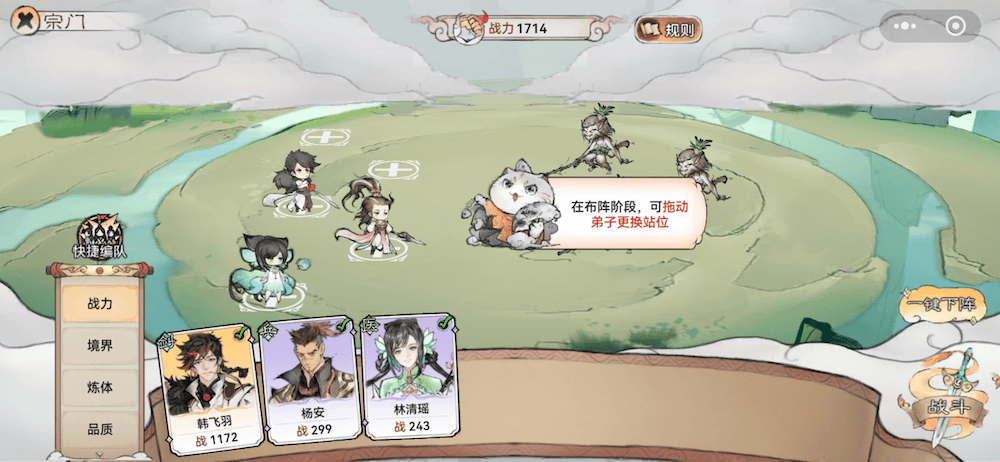 宗门
战力 1714
规则
在布阵阶段，可拖动
弟子更换站位
快捷编队
战力
境界
炼体
品质
剑
韩飞羽
战 1172
兵
杨安
战 299
林清瑶
战 243
一键下阵
战斗